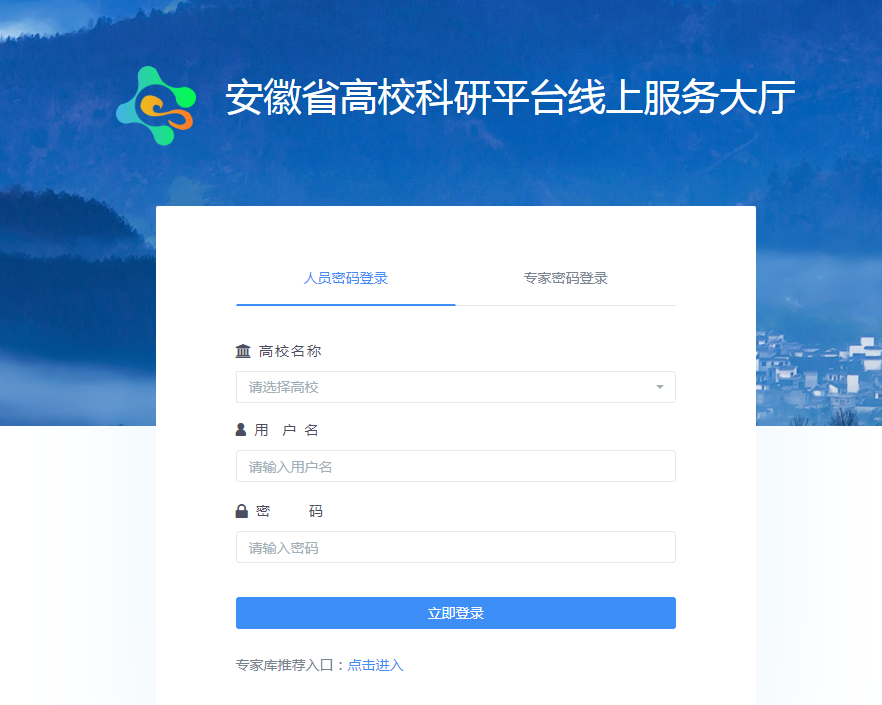 安徽省高校科研平台线上服务大厅
人员密码登录 专家密码登录
高校名称
请选择高校
用 户 名
请输入用户名
密 码
请输入密码
立即登录
专家库推荐入口：点击进入